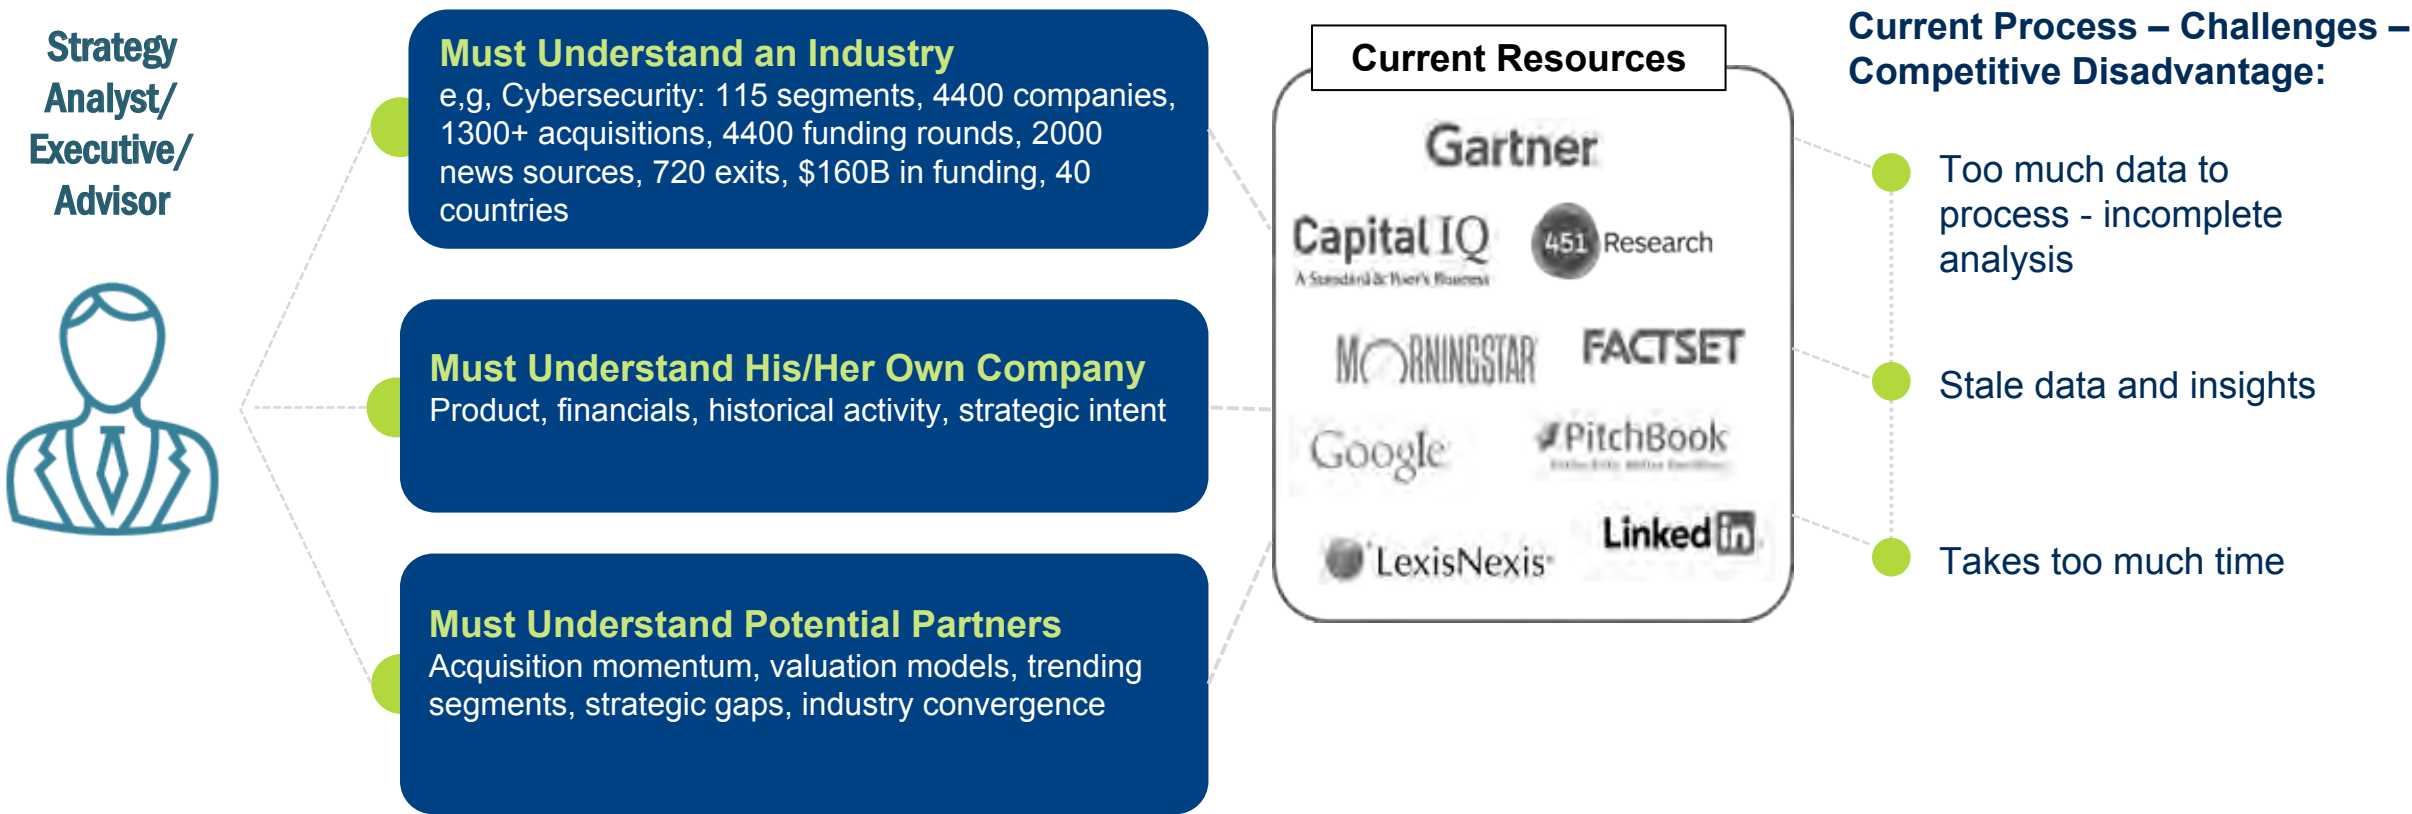 Strategy
Analyst/
Executive/
Advisor
Must Understand an Industry
e,g, Cybersecurity: 115 segments, 4400 companies,
1300+ acquisitions, 4400 funding rounds, 2000
news sources, 720 exits, $160B in funding, 40
countries
Must Understand His/Her Own Company
Product, financials, historical activity, strategic intent
Must Understand Potential Partners
Acquisition momentum, valuation models, trending
segments, strategic gaps, industry convergence
Current Resources
Gartner
Capital IQ
A Standard & Poor's Business
451 Research
MORNINGSTAR
FACTSET
Google
PitchBook
LexisNexis
Linked in
Current Process – Challenges –
Competitive Disadvantage:
Too much data to
process - incomplete
analysis
Stale data and insights
Takes too much time